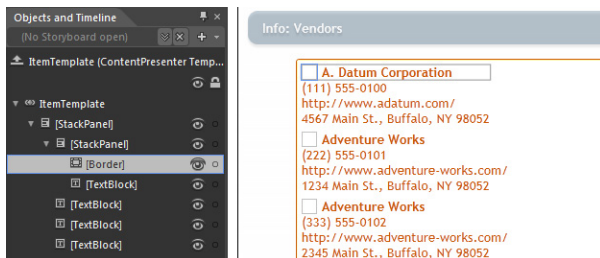 Objects and Timeline
(No Storyboard open)
ItemTemplate (ContentPresenter Temp...
ItemTemplate
[StackPanel]
[StackPanel]
[Border]
[TextBlock]
[TextBlock]
[TextBlock]
[TextBlock]
Info: Vendors
A. Datum Corporation
(111) 555-0100
http://www.adatum.com/
4567 Main St., Buffalo, NY 98052
Adventure Works
(222) 555-0101
http://www.adventure-works.com/
1234 Main St., Buffalo, NY 98052
Adventure Works
(333) 555-0102
http://www.adventure-works.com/
2345 Main St., Buffalo, NY 98052